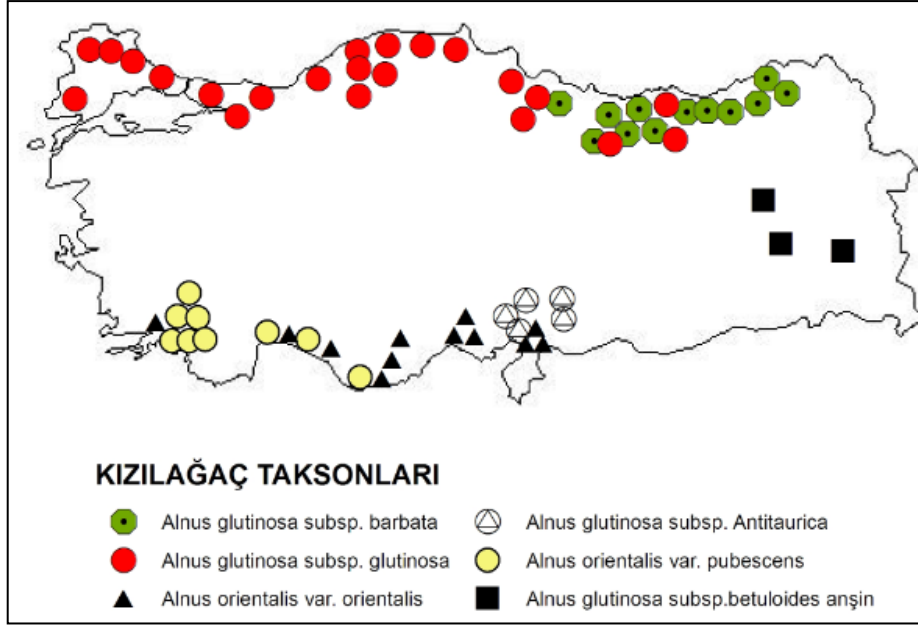 KIZILAĞAÇ TAKSONLARI
Alnus glutinosa subsp. barbata
Alnus glutinosa subsp. Antitaurica
Alnus glutinosa subsp. glutinosa
Alnus orientalis var. pubescens
Alnus orientalis var. orientalis
Alnus glutinosa subsp.betuloides anşin